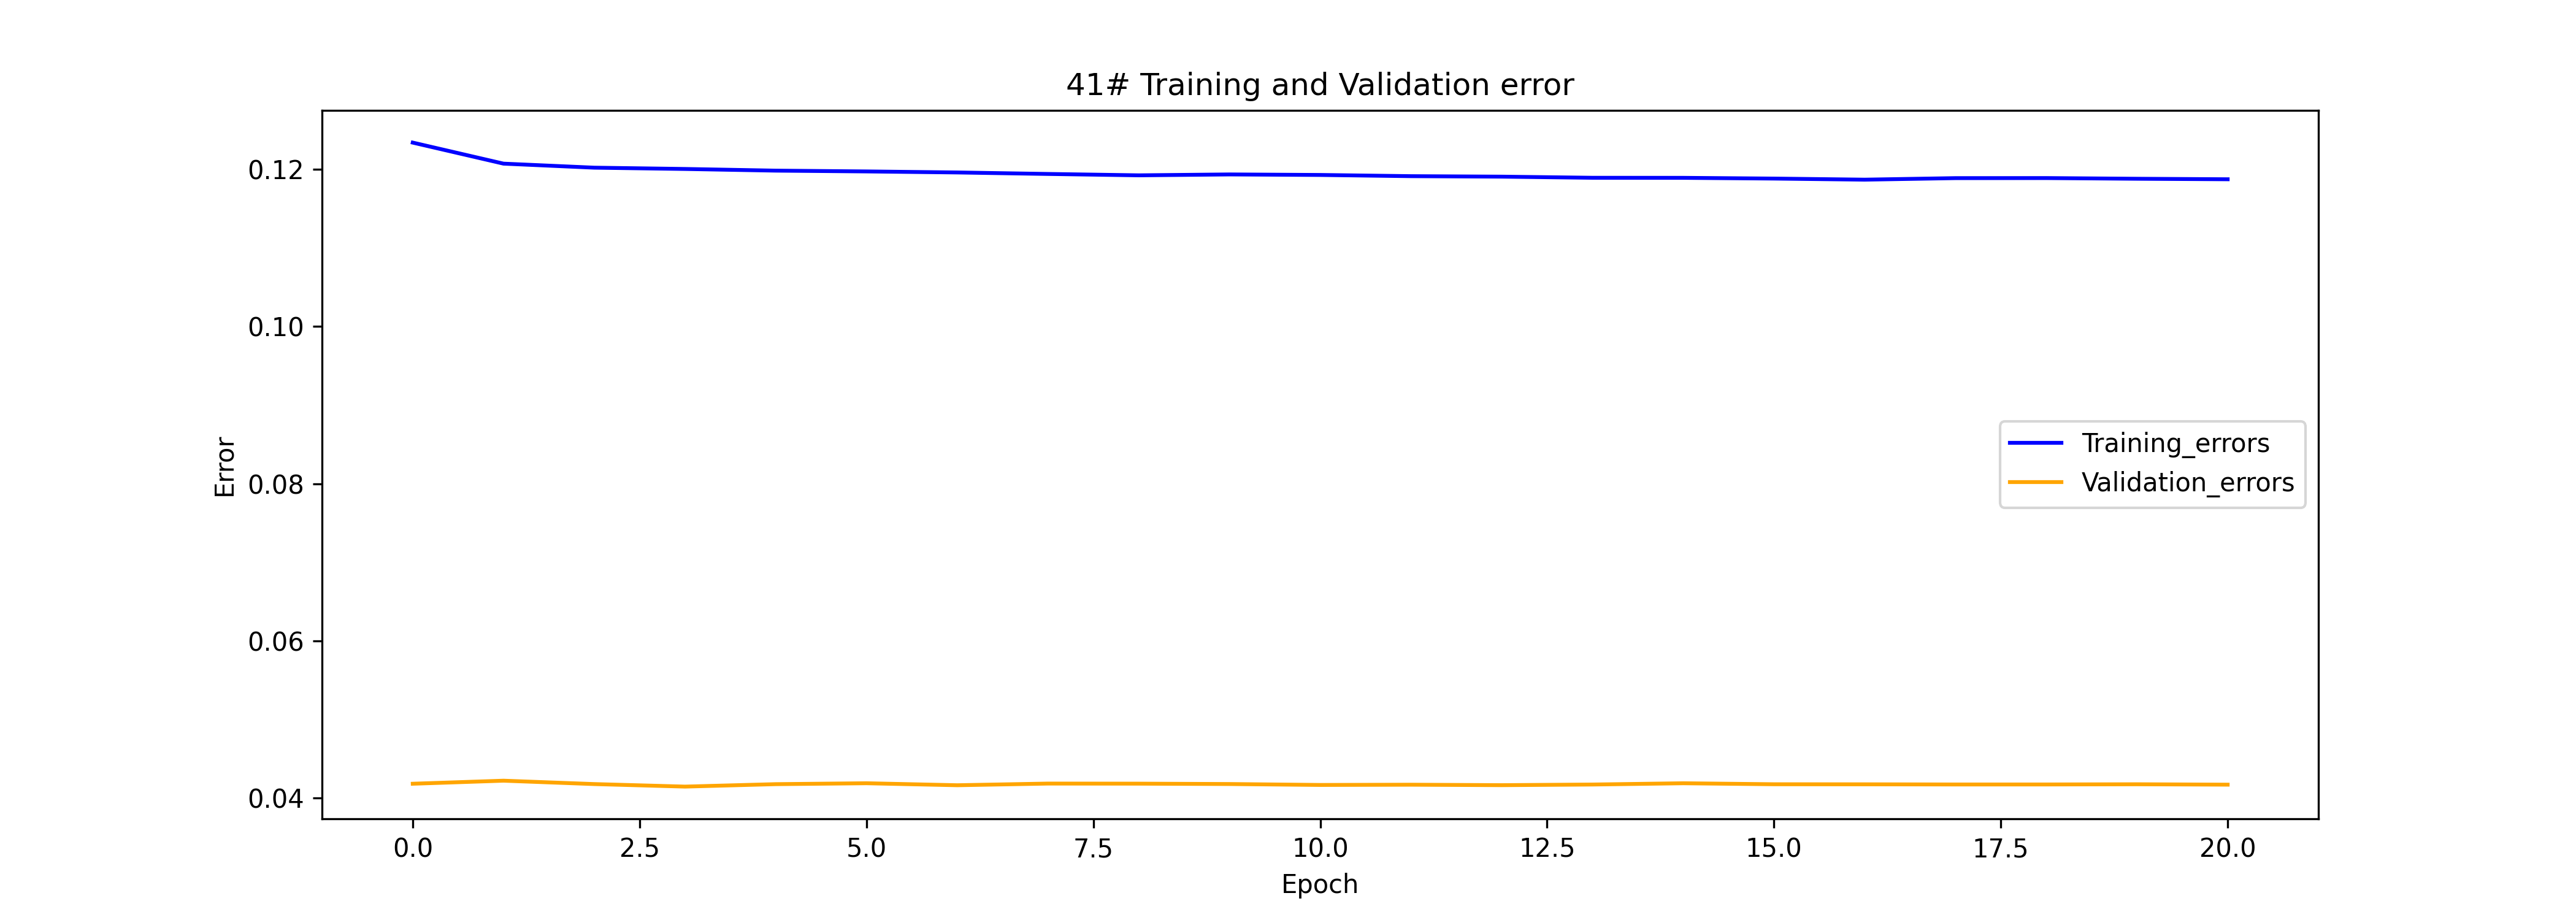 41# Training and Validation error
0.12
0.10
0.08
0.06
0.04
Error
Training_errors
Validation_errors
0.0 2.5 5.0 7.5 10.0 12.5 15.0 17.5 20.0
Epoch